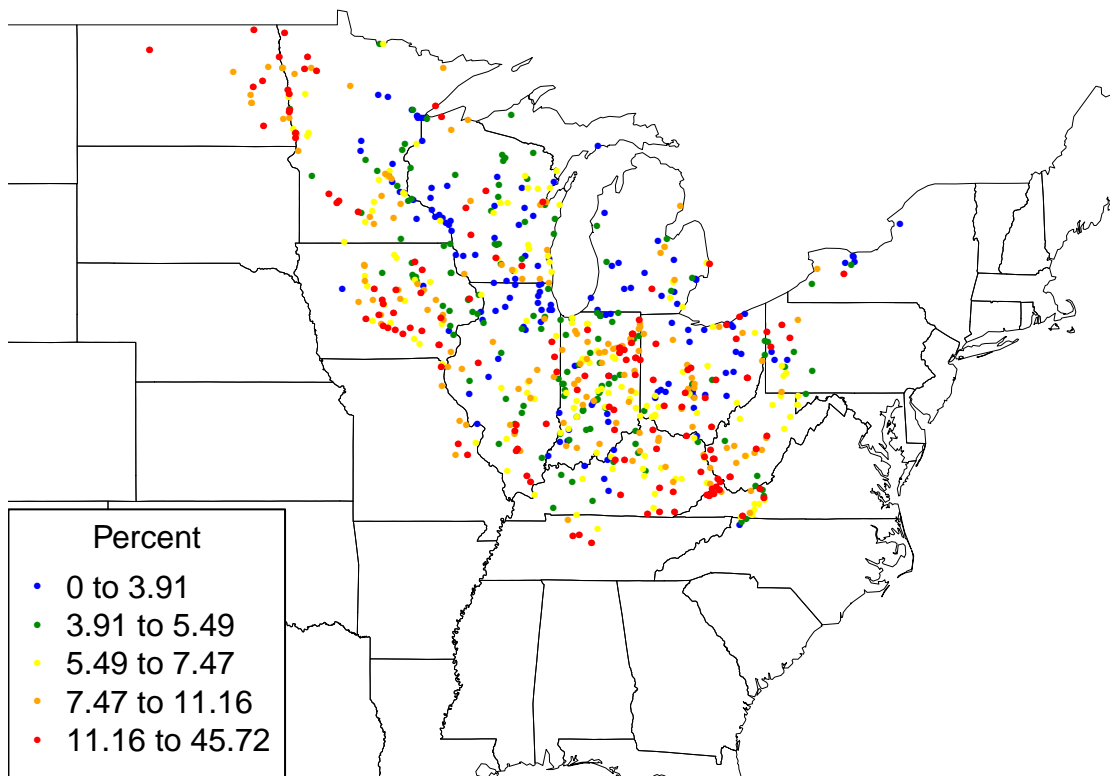 Percent
0 to 3.91
3.91 to 5.49
5.49 to 7.47
7.47 to 11.16
11.16 to 45.72